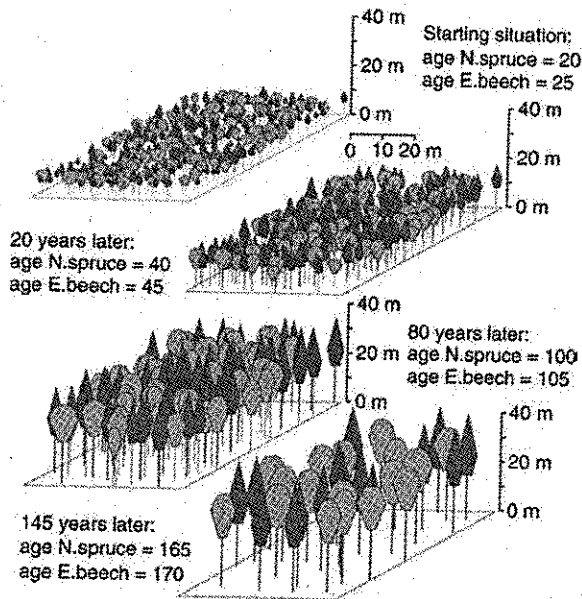 40 m
20 m
0 m
Starting situation:
age N.spruce = 20
age E.beech = 25
0 10 20 m
40 m
20 m
0 m
20 years later:
age N.spruce = 40
age E.beech = 45
40 m
20 m
0 m
80 years later:
age N.spruce = 100
age E.beech = 105
40 m
20 m
0 m
145 years later:
age N.spruce = 165
age E.beech = 170